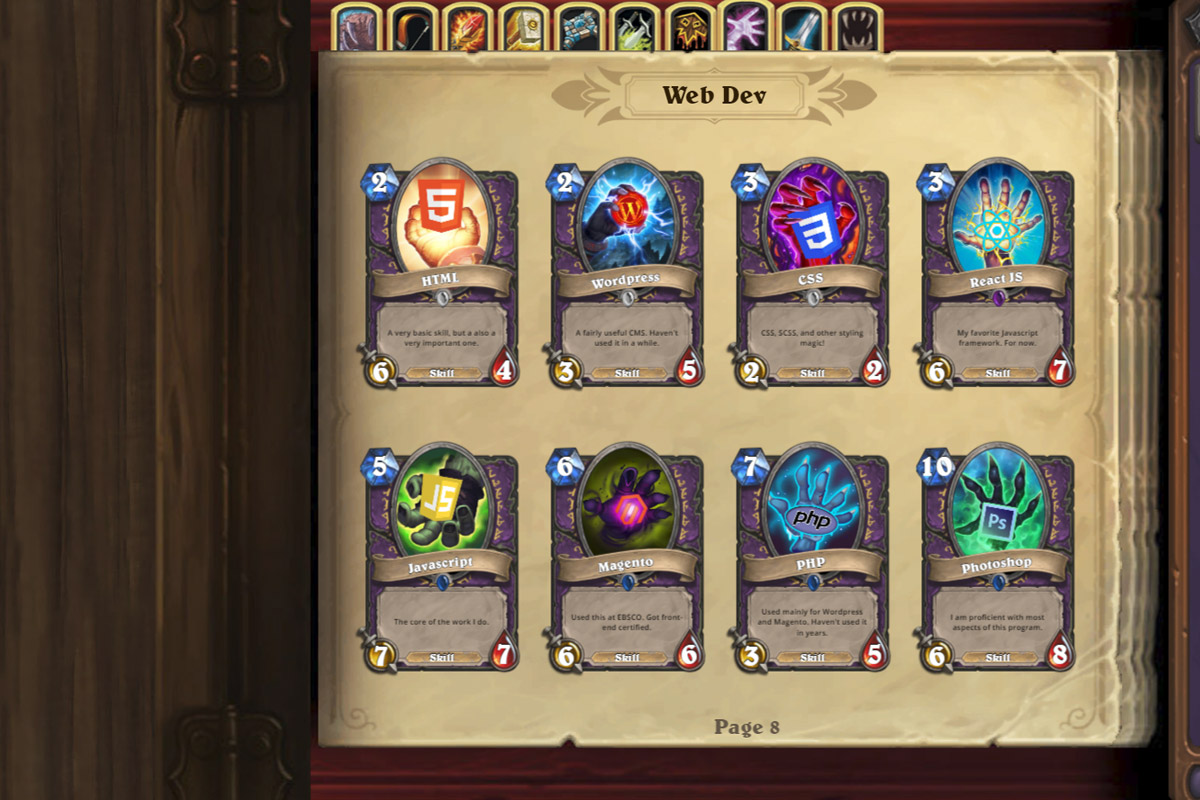 Web Dev
2
5
HTML
A very basic skill, but a also a
very important one.
6
Skill
4
2
W
Wordpress
A fairly useful CMS. Haven't
used it in a while.
3
Skill
5
3
3
CSS
CSS, SCSS, and other styling
magic!
2
Skill
2
3
React JS
My favorite Javascript
framework. For now.
6
Skill
7
5
JS
Javascript
The core of the work I do.
7
Skill
7
6
Magento
Used this at EBSCO. Got front-
end certified.
6
Skill
6
7
php
PHP
Used mainly for Wordpress
and Magento. Haven't used it
in years.
3
Skill
5
10
Ps
Photoshop
I am proficient with most
aspects of this program.
6
Skill
8
Page 8